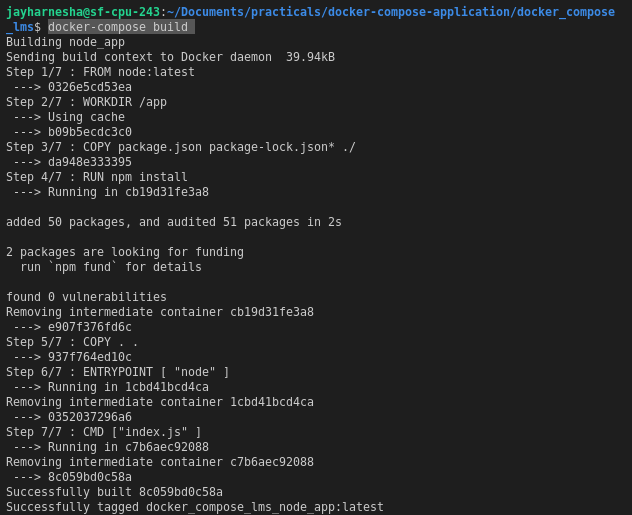 jayharnesha@sf-cpu-243:~/Documents/practicals/docker-compose-application/docker_compose
_lms$ docker-compose build
Building node_app
Sending build context to Docker daemon  39.94kB
Step 1/7 : FROM node:latest
 ---> 0326e5cd53ea
Step 2/7 : WORKDIR /app
 ---> Using cache
 ---> b09b5ecdc3c0
Step 3/7 : COPY package.json package-lock.json* ./
 ---> da948e333395
Step 4/7 : RUN npm install
 ---> Running in cb19d31fe3a8
added 50 packages, and audited 51 packages in 2s
2 packages are looking for funding
  run `npm fund` for details
found 0 vulnerabilities
Removing intermediate container cb19d31fe3a8
 ---> e907f376fd6c
Step 5/7 : COPY . .
 ---> 937f764ed10c
Step 6/7 : ENTRYPOINT [ "node" ]
 ---> Running in 1cbd41bcd4ca
Removing intermediate container 1cbd41bcd4ca
 ---> 0352037296a6
Step 7/7 : CMD ["index.js" ]
 ---> Running in c7b6aec92088
Removing intermediate container c7b6aec92088
 ---> 8c059bd0c58a
Successfully built 8c059bd0c58a
Successfully tagged docker_compose_lms_node_app:latest